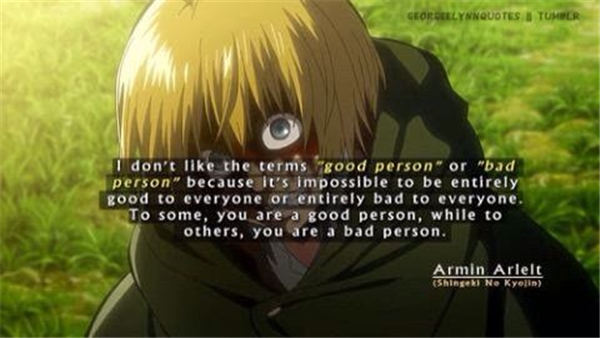 GEORGEELYNNQUOTES || TUMBLR
I don't like the terms "good person" or "bad
person" because it's impossible to be entirely
good to everyone or entirely bad to everyone.
To some, you are a good person, while to
others, you are a bad person.
Armin Arlelt
(Shingeki No Kyojin)